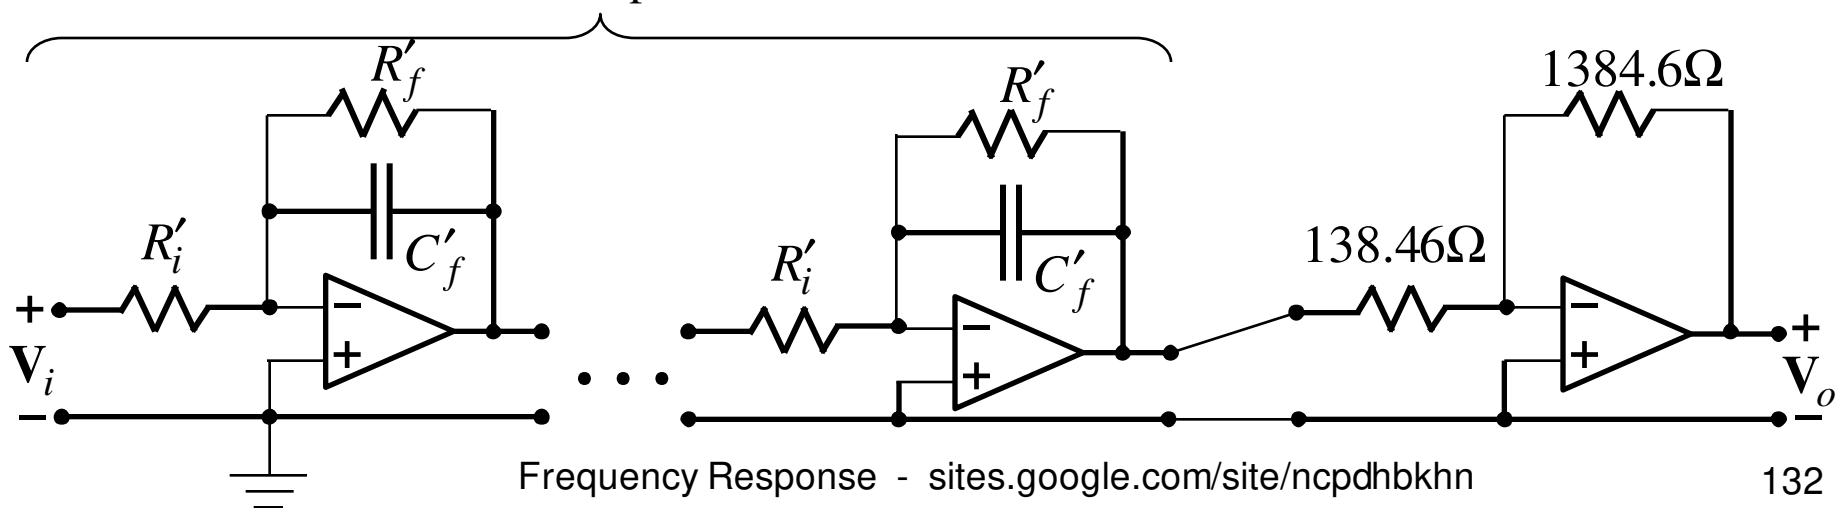 R′f
R′f
1384.6Ω
R′i
C′f
R′i
C′f
138.46Ω
+
−
+
Vi
−
−
+
−
+
+
Vo
−
Frequency Response - sites.google.com/site/ncpdhbkhn
132